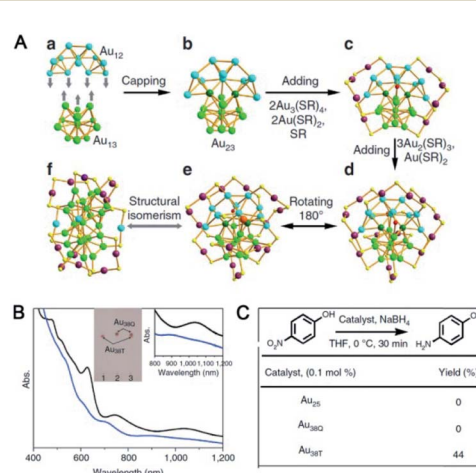 A
a
b
c
Au12
Capping
Adding
2Au3(SR)4,
2Au(SR)2,
SR
Au13
Au23
Adding
3Au2(SR)3,
Au(SR)2
f
e
d
Structural
isomerism
Rotating
180°
B
Abs.
Au38Q
Au38T
1 2 3
Abs.
800 900 1,000 1,100 1,200
Wavelength (nm)
400 600 800 1,000 1,200
Wavelength (nm)
C
OH
O2N
Catalyst, NaBH4
THF, 0 °C, 30 min
H2N
Catalyst, (0.1 mol %) Yield (%
Au25 0
Au38Q 0
Au38T 44